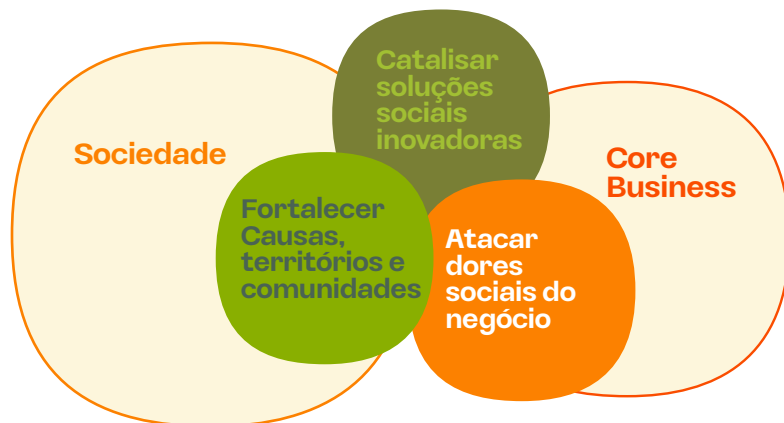 Catalisar
soluções
sociais
inovadoras
Sociedade
Core
Business
Fortalecer
Causas,
territórios e
comunidades
Atacar
dores
sociais do
negócio